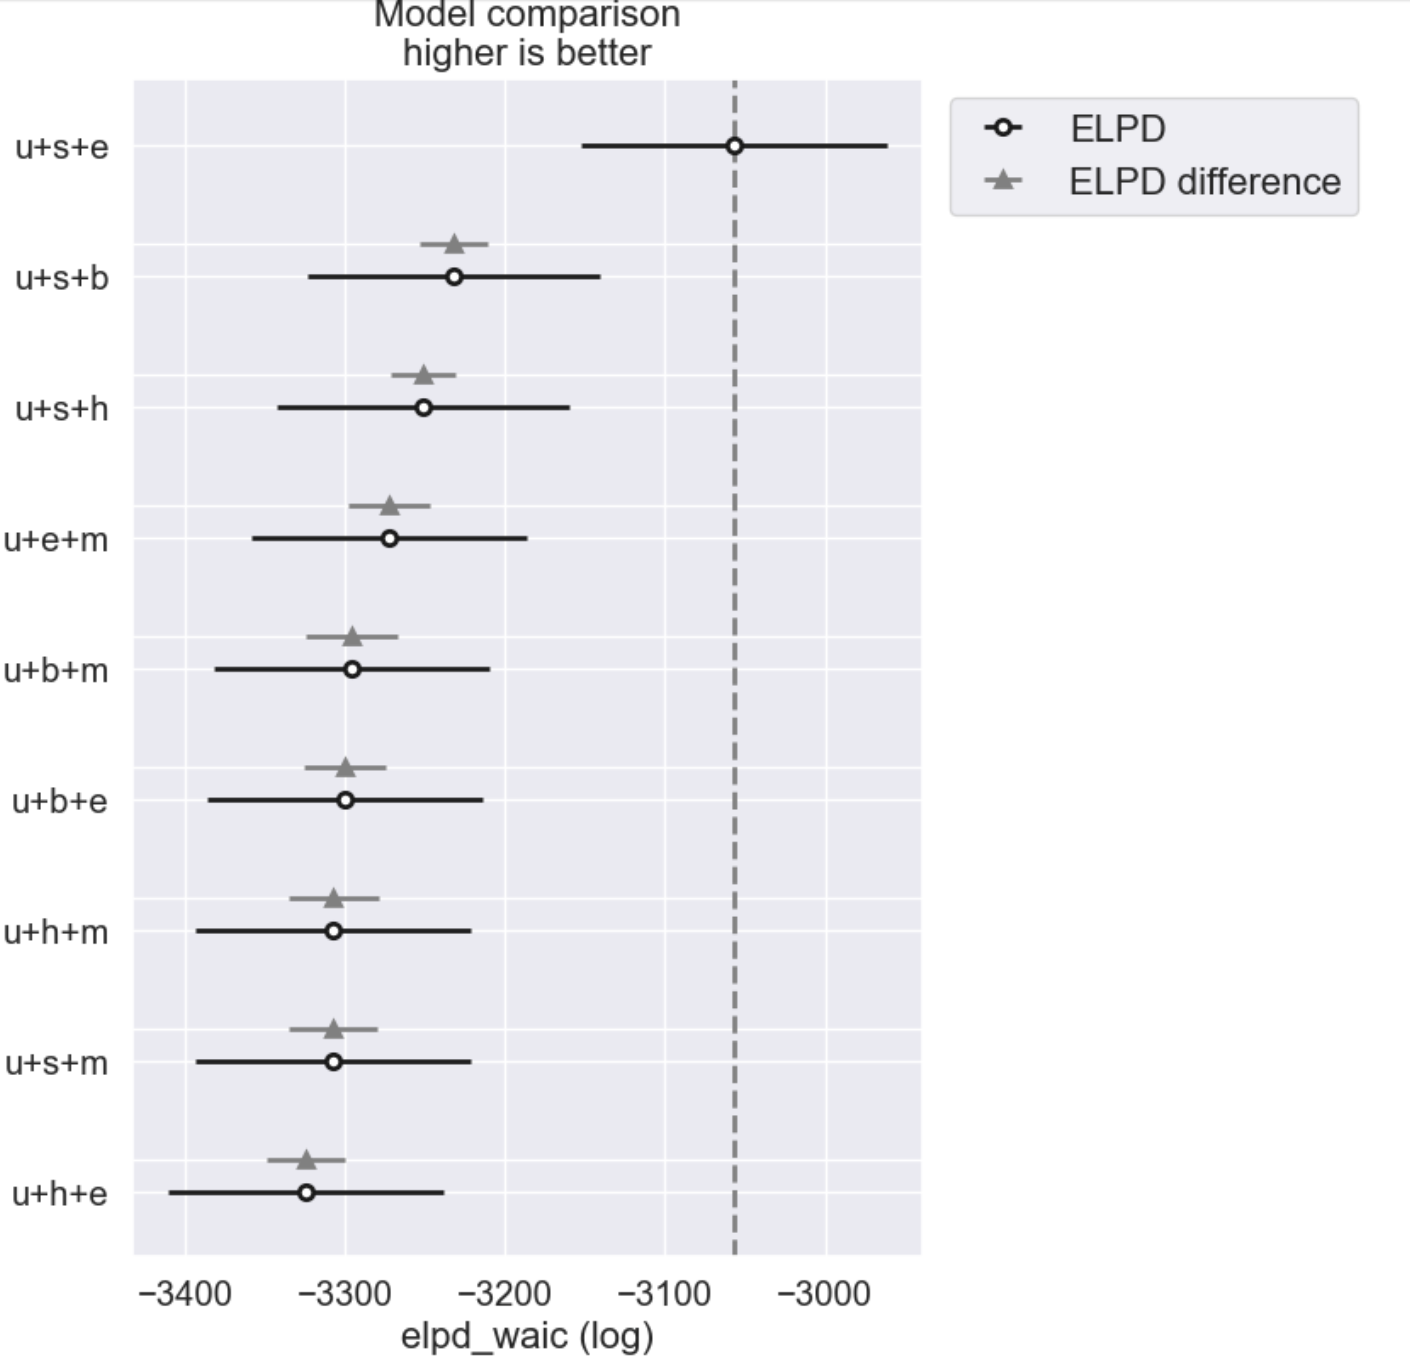 Model comparison
higher is better
ELPD
ELPD difference
u+s+e
u+s+b
u+s+h
u+e+m
u+b+m
u+b+e
u+h+m
u+s+m
u+h+e
−3400 −3300 −3200 −3100 −3000
elpd_waic (log)